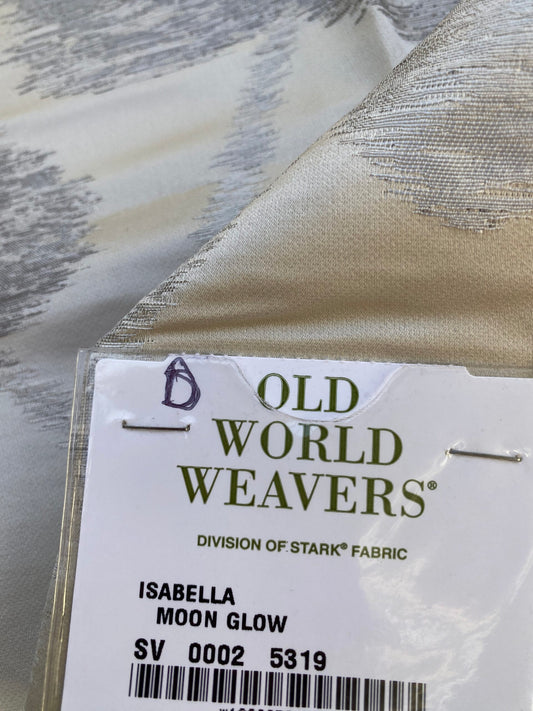 D
OLD
WORLD
WEAVERS®
DIVISION OF STARK® FABRIC
ISABELLA
MOON GLOW
SV 0002 5319